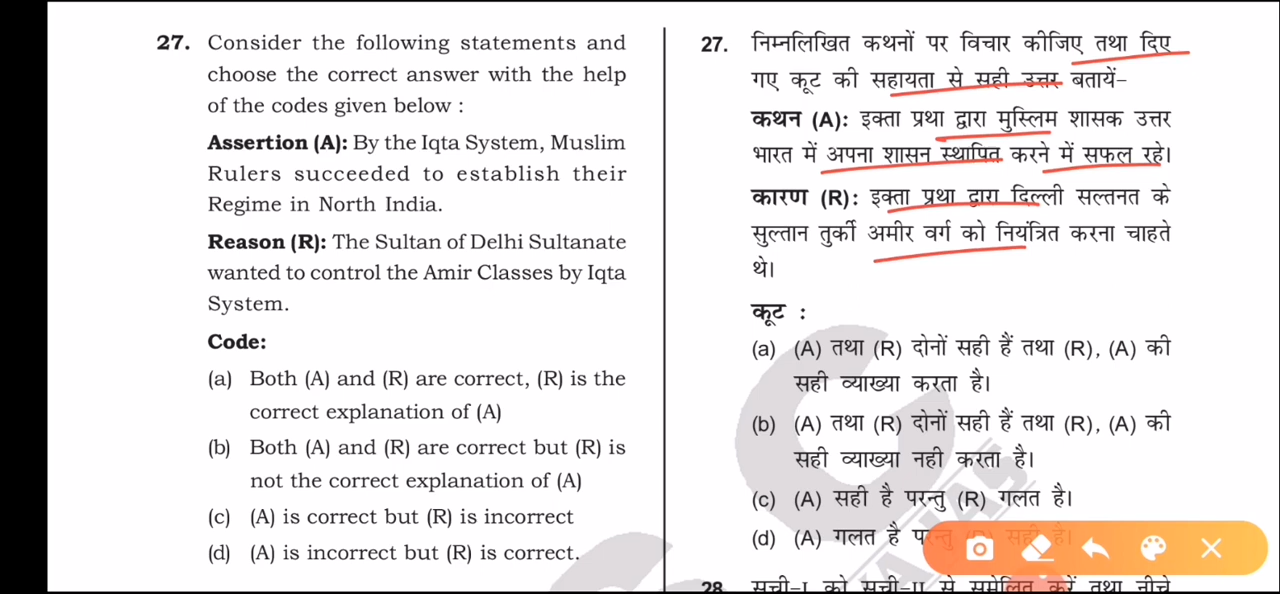 27. Consider the following statements and
choose the correct answer with the help
of the codes given below :
Assertion (A): By the Iqta System, Muslim
Rulers succeeded to establish their
Regime in North India.
Reason (R): The Sultan of Delhi Sultanate
wanted to control the Amir Classes by Iqta
System.
Code:
(a) Both (A) and (R) are correct, (R) is the
correct explanation of (A)
(b) Both (A) and (R) are correct but (R) is
not the correct explanation of (A)
(c) (A) is correct but (R) is incorrect
(d) (A) is incorrect but (R) is correct.
27. निम्नलिखित कथनों पर विचार कीजिए तथा दिए
गए कूट की सहायता से सही उत्तर बतायें–
कथन (A): इक्ता प्रथा द्वारा मुस्लिम शासक उत्तर
भारत में अपना शासन स्थापित करने में सफल रहे।
कारण (R): इक्ता प्रथा द्वारा दिल्ली सल्तनत के
सुल्तान तुर्की अमीर वर्ग को नियंत्रित करना चाहते
थे।
कूट :
(a) (A) तथा (R) दोनों सही हैं तथा (R), (A) की
सही व्याख्या करता है।
(b) (A) तथा (R) दोनों सही हैं तथा (R), (A) की
सही व्याख्या नही करता है।
(c) (A) सही है परन्तु (R) गलत है।
(d) (A) गलत है परन्तु (R) सही है।
28. सूची-I को सूची-II से सुमेलित करें तथा नीचे